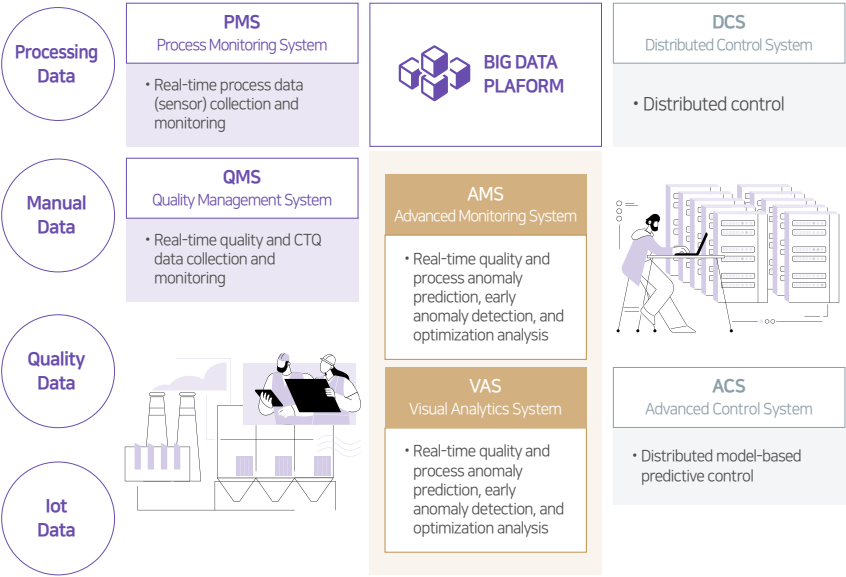 Processing
Data
Manual
Data
Quality
Data
Iot
Data
PMS
Process Monitoring System
• Real-time process data
(sensor) collection and
monitoring
QMS
Quality Management System
• Real-time quality and CTQ
data collection and
monitoring
BIG DATA
PLAFORM
AMS
Advanced Monitoring System
• Real-time quality and
process anomaly
prediction, early
anomaly detection, and
optimization analysis
VAS
Visual Analytics System
• Real-time quality and
process anomaly
prediction, early
anomaly detection, and
optimization analysis
DCS
Distributed Control System
• Distributed control
ACS
Advanced Control System
• Distributed model-based
predictive control